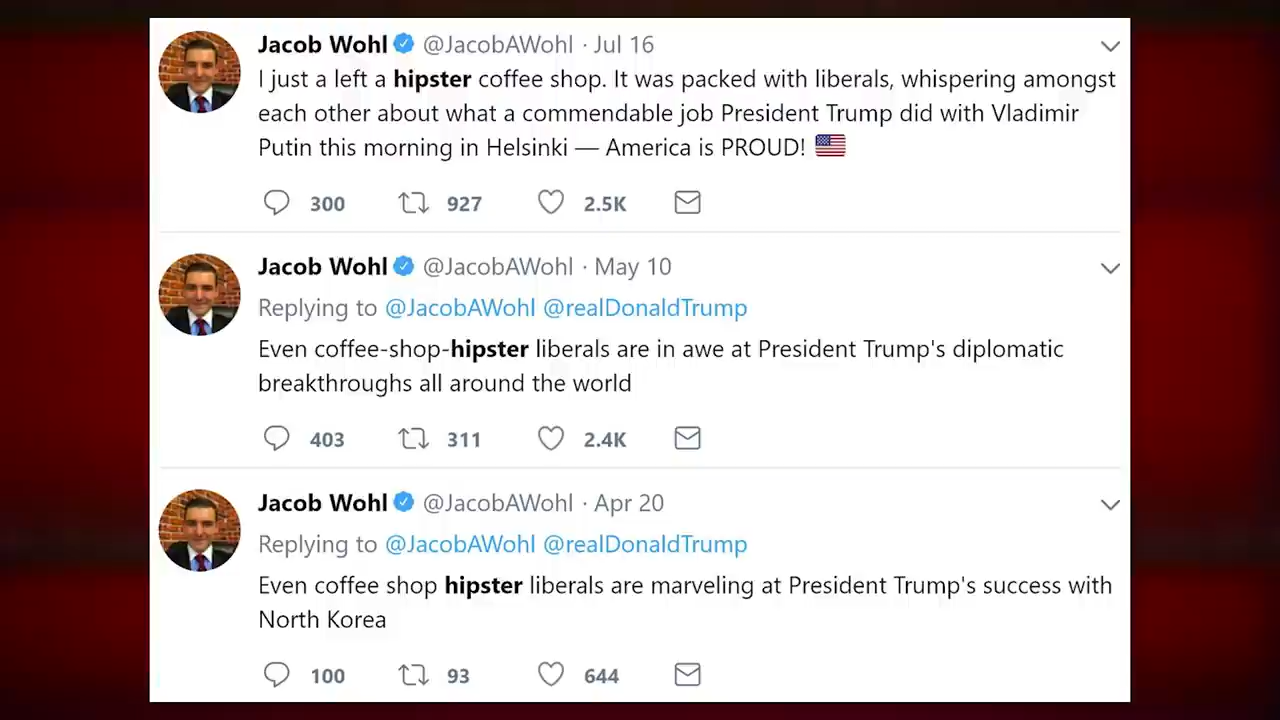 Jacob Wohl @JacobAWohl · Jul 16
I just a left a hipster coffee shop. It was packed with liberals, whispering amongst
each other about what a commendable job President Trump did with Vladimir
Putin this morning in Helsinki — America is PROUD! 🇺🇸
300 927 2.5K
Jacob Wohl @JacobAWohl · May 10
Replying to @JacobAWohl @realDonaldTrump
Even coffee-shop-hipster liberals are in awe at President Trump's diplomatic
breakthroughs all around the world
403 311 2.4K
Jacob Wohl @JacobAWohl · Apr 20
Replying to @JacobAWohl @realDonaldTrump
Even coffee shop hipster liberals are marveling at President Trump's success with
North Korea
100 93 644